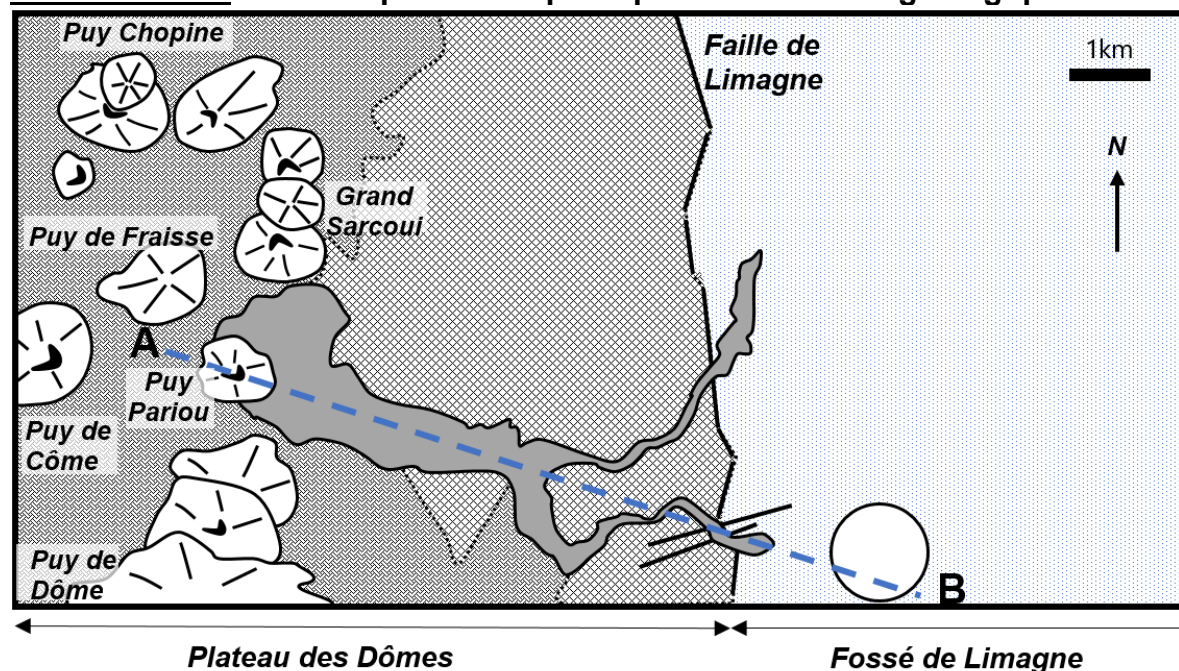 Puy Chopine
Faille de
Limagne
1km
N
Grand
Sarcoui
Puy de Fraisse
A
Puy
Pariou
Puy de
Côme
Puy de
Dôme
B
Plateau des Dômes
Fossé de Limagne